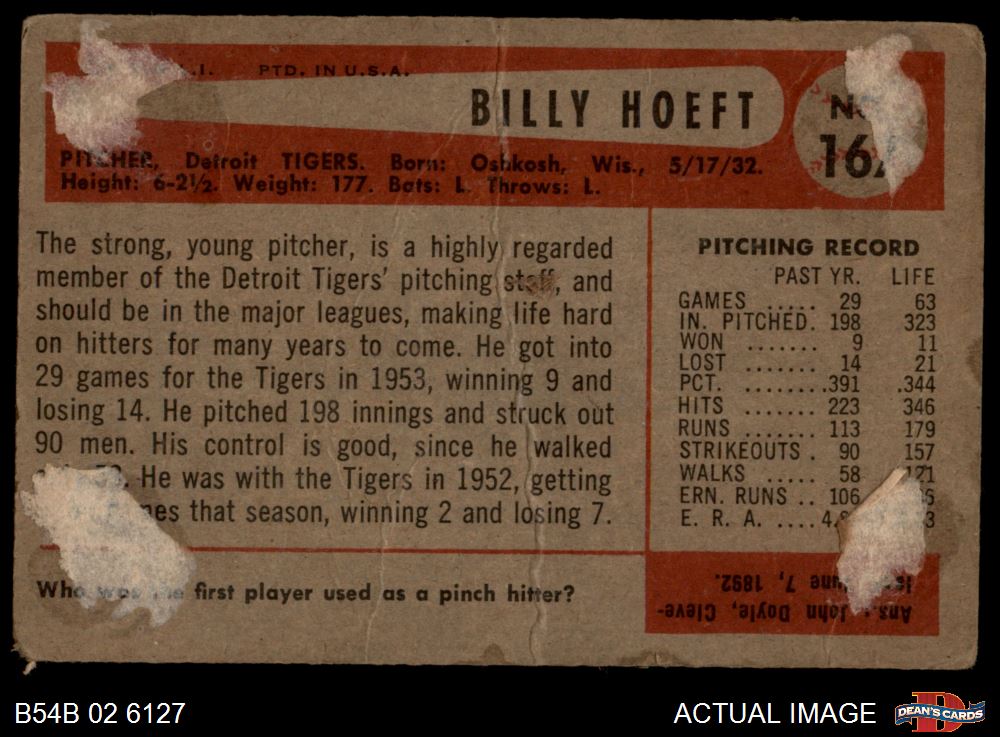 PTD. IN U.S.A.
BILLY HOEFT
PITCHER, Detroit TIGERS. Born: Oshkosh, Wis., 5/17/32.
Height: 6-2½. Weight: 177. Bats: L. Throws: L.
The strong, young pitcher, is a highly regarded
member of the Detroit Tigers' pitching staff, and
should be in the major leagues, making life hard
on hitters for many years to come. He got into
29 games for the Tigers in 1953, winning 9 and
losing 14. He pitched 198 innings and struck out
90 men. His control is good, since he walked
He was with the Tigers in 1952, getting
that season, winning 2 and losing 7.
Who was first player used as a pinch hitter?
PITCHING RECORD
PAST YR. LIFE
GAMES ..... 29 63
IN. PITCHED. 198 323
WON ....... 9 11
LOST ....... 14 21
PCT. ........391 .344
HITS ....... 223 346
RUNS ....... 113 179
STRIKEOUTS . 90 157
WALKS ..... 58 121
ERN. RUNS .. 106
E. R. A. ....
Ans.: John Doyle, Cleve-
June 7, 1892.
B54B 02 6127
ACTUAL IMAGE
DEAN'S CARDS